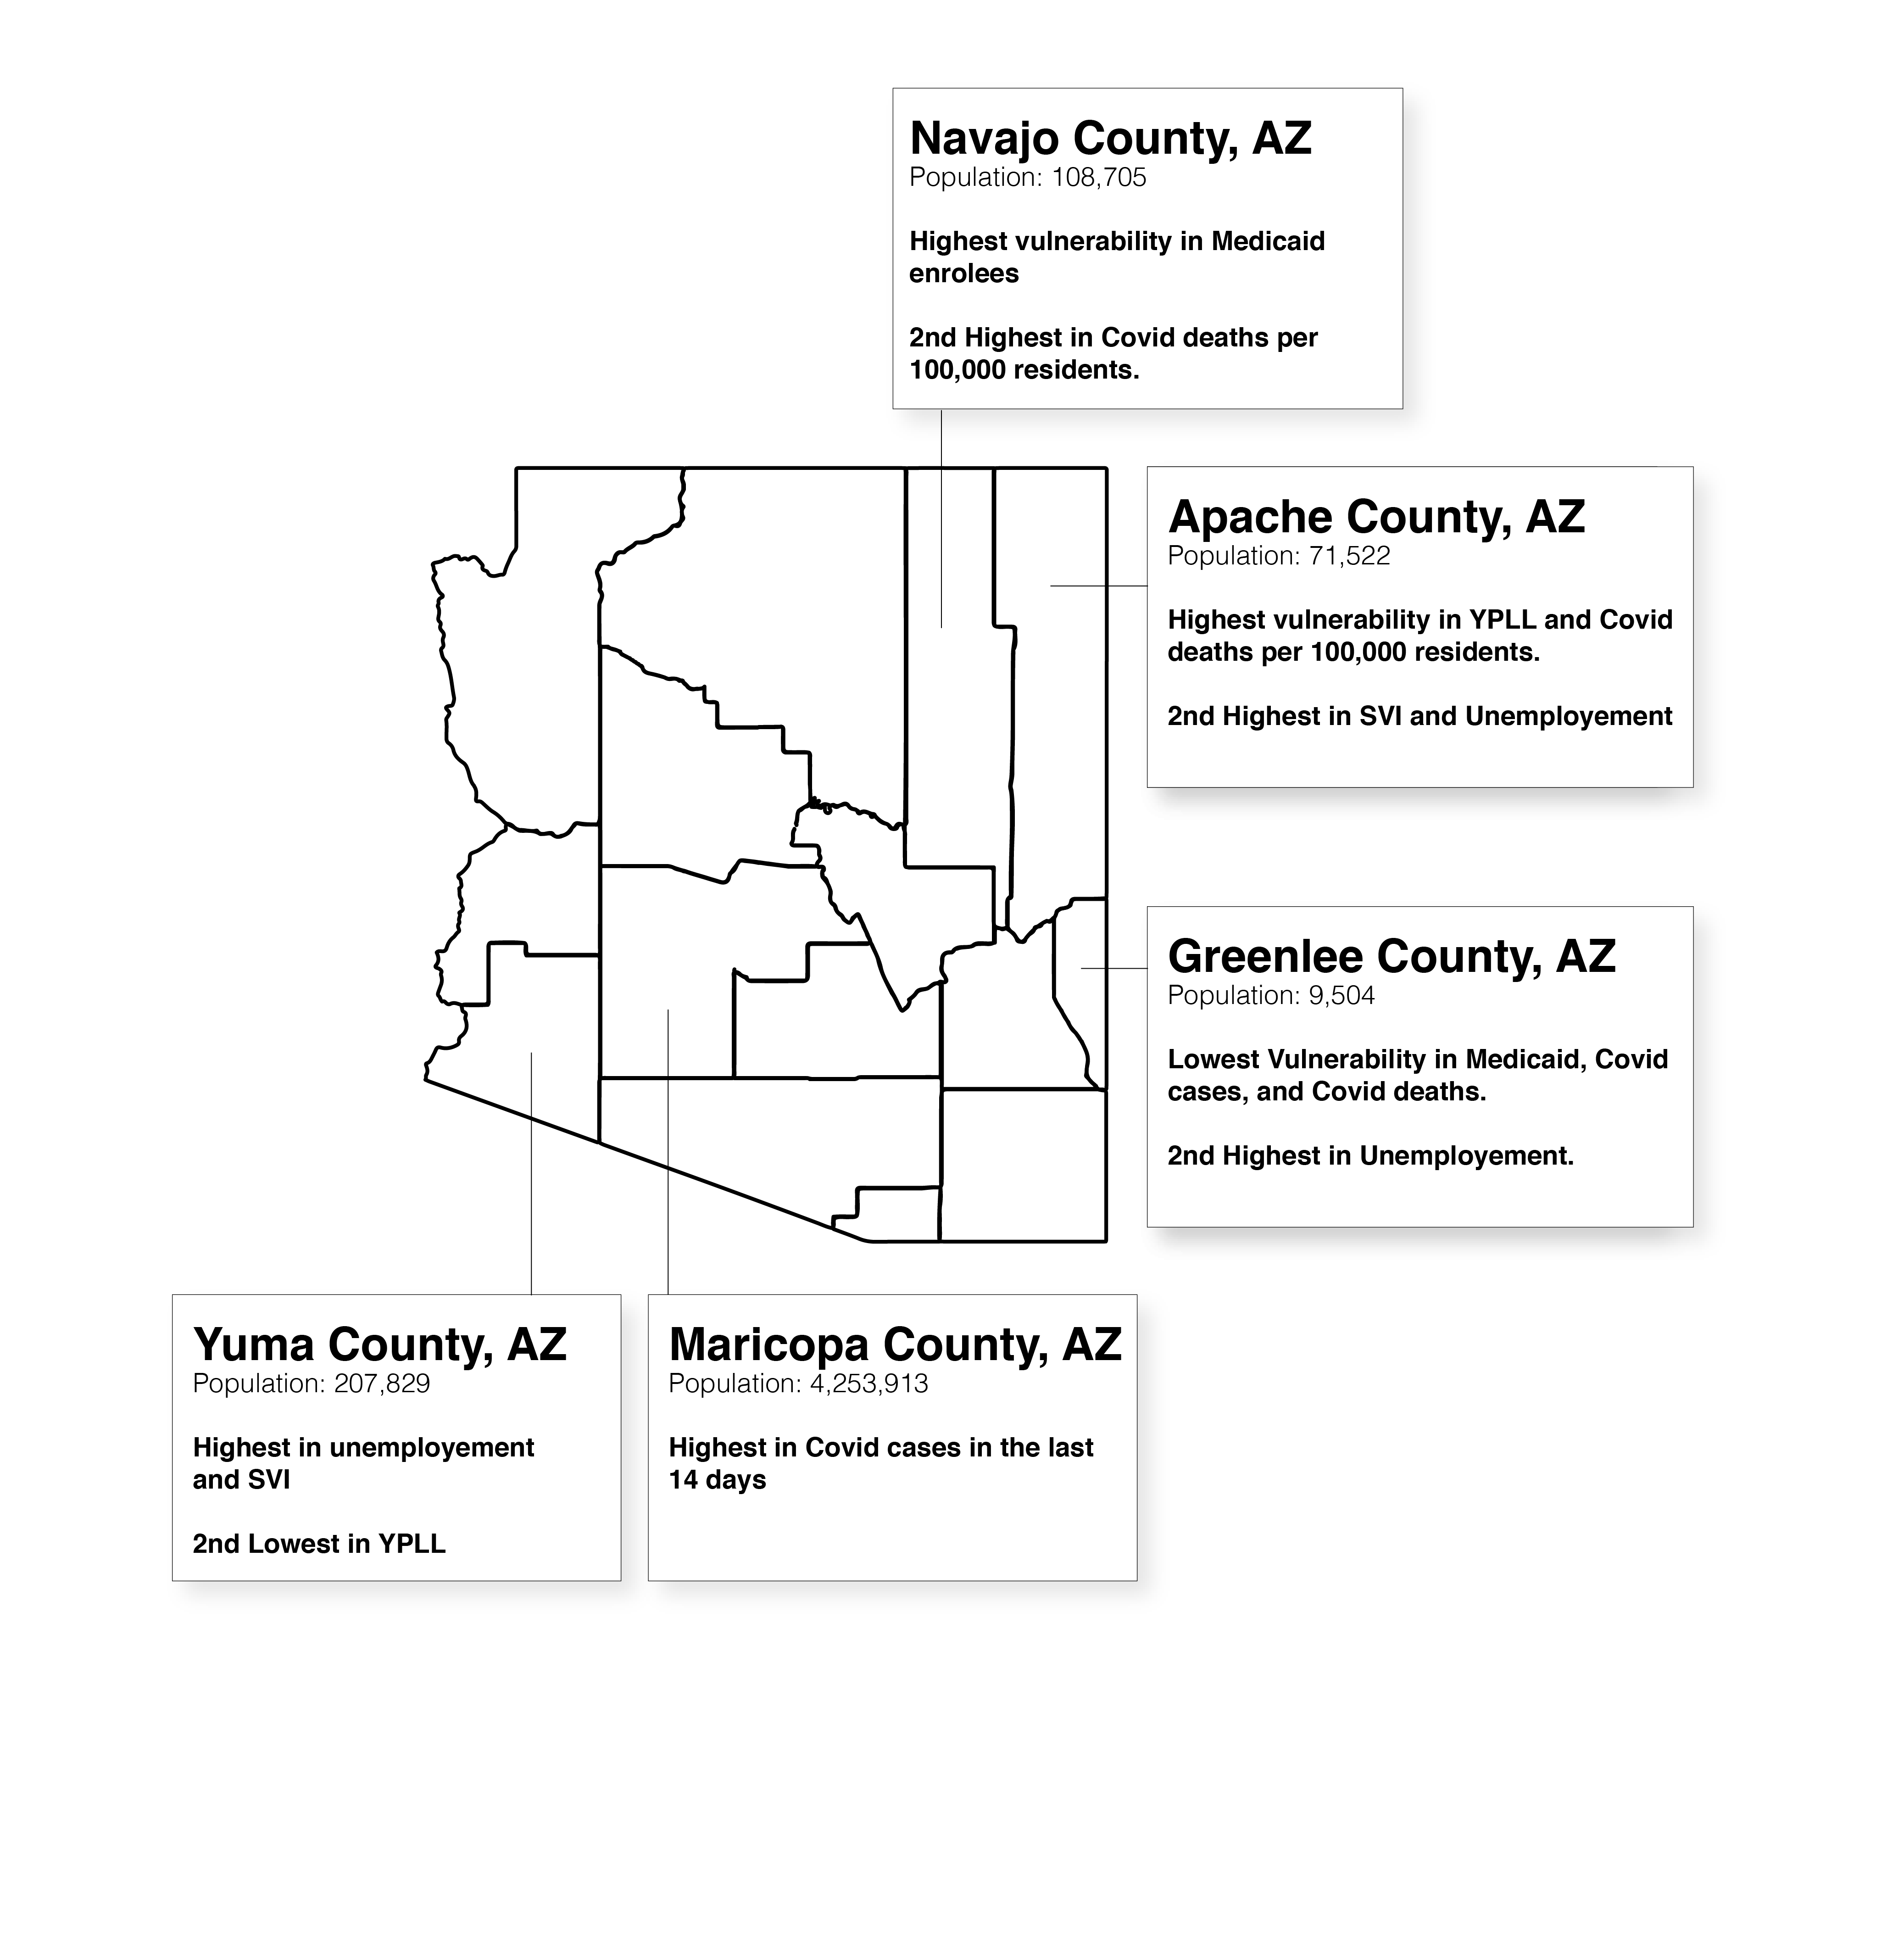 Navajo County, AZ
Population: 108,705
Highest vulnerability in Medicaid
enrolees
2nd Highest in Covid deaths per
100,000 residents.
Apache County, AZ
Population: 71,522
Highest vulnerability in YPLL and Covid
deaths per 100,000 residents.
2nd Highest in SVI and Unemployement
Greenlee County, AZ
Population: 9,504
Lowest Vulnerability in Medicaid, Covid
cases, and Covid deaths.
2nd Highest in Unemployement.
Yuma County, AZ
Population: 207,829
Highest in unemployement
and SVI
2nd Lowest in YPLL
Maricopa County, AZ
Population: 4,253,913
Highest in Covid cases in the last
14 days